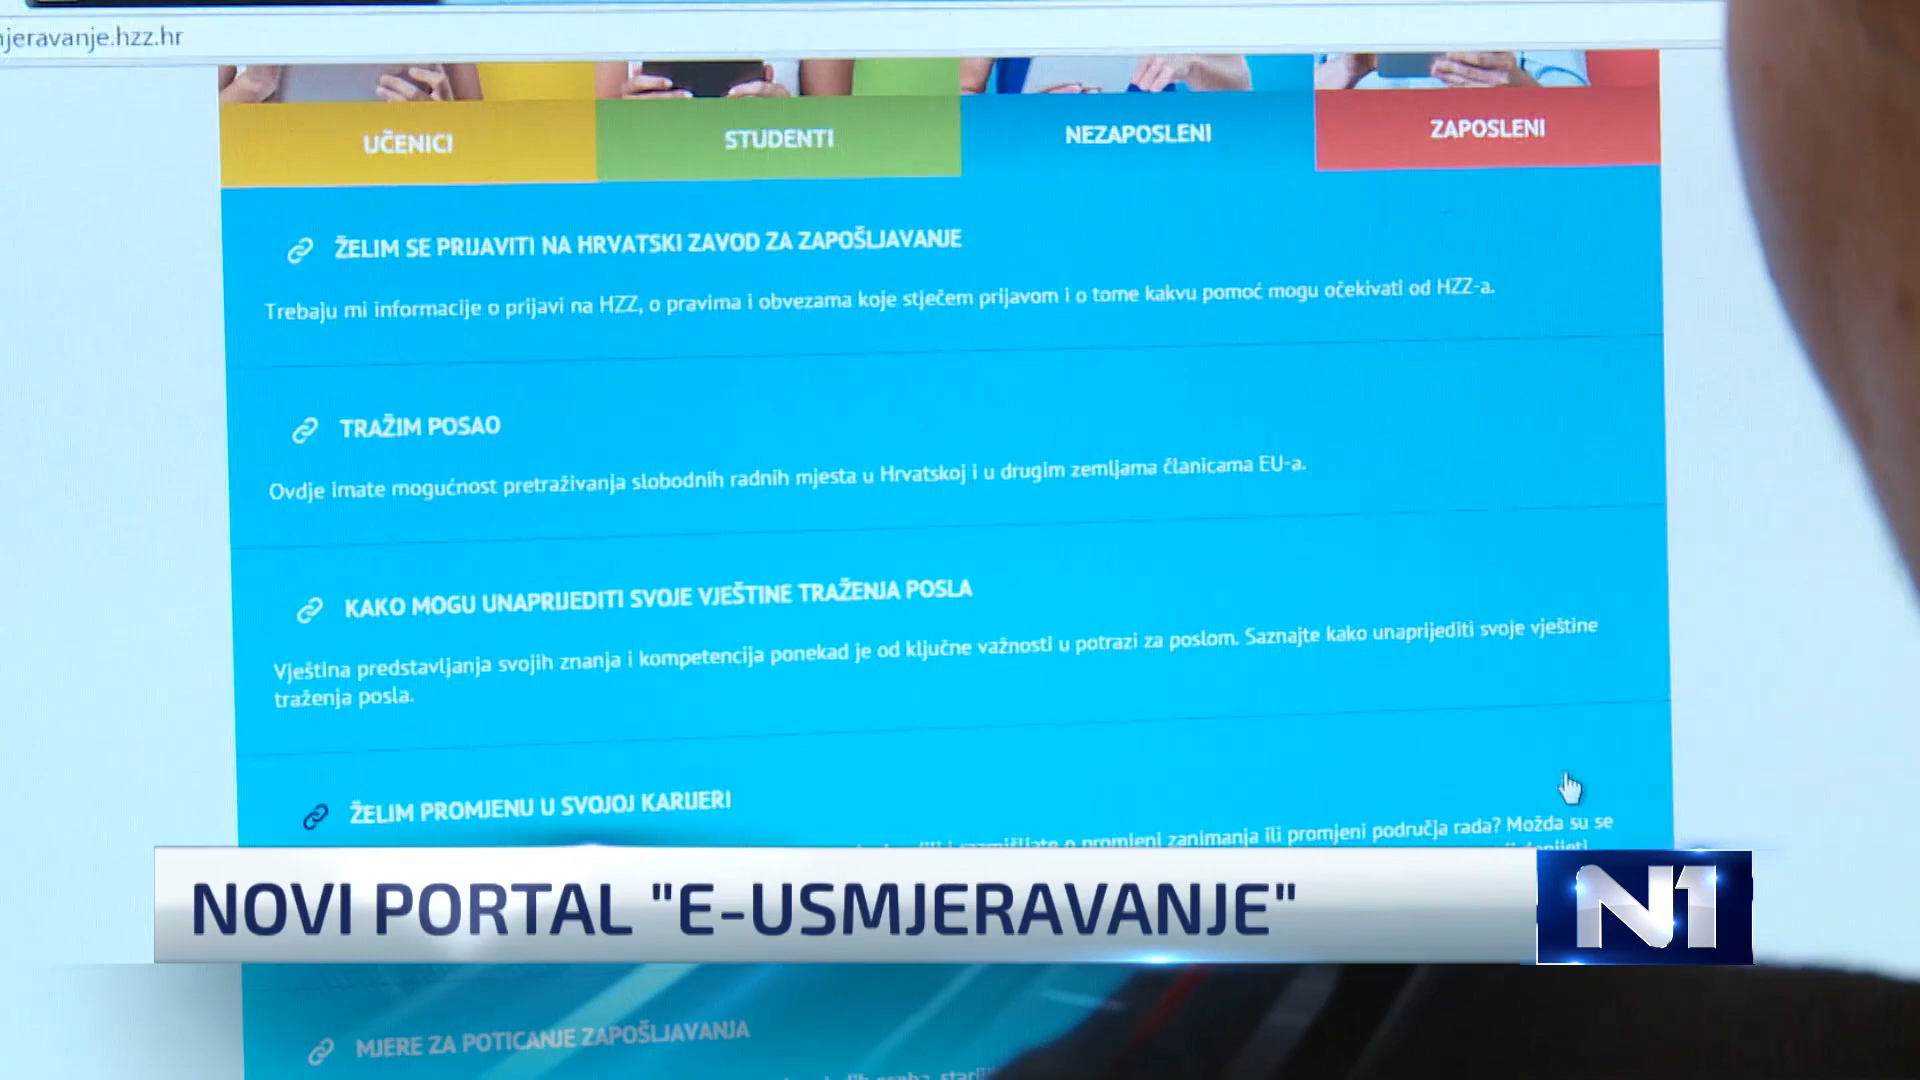 jeravanje.hzz.hr
UČENICI
STUDENTI
NEZAPOSLENI
ZAPOSLENI
ŽELIM SE PRIJAVITI NA HRVATSKI ZAVOD ZA ZAPOŠLJAVANJE
Trebaju mi informacije o prijavi na HZZ, o pravima i obvezama koje stječem prijavom i o tome kakvu pomoć mogu očekivati od HZZ-a.
TRAŽIM POSAO
Ovdje imate mogućnost pretraživanja slobodnih radnih mjesta u Hrvatskoj i u drugim zemljama članicama EU-a.
KAKO MOGU UNAPRIJEDITI SVOJE VJEŠTINE TRAŽENJA POSLA
Vještina predstavljanja svojih znanja i kompetencija ponekad je od ključne važnosti u potrazi za poslom. Saznajte kako unaprijediti svoje vještine
traženja posla.
ŽELIM PROMJENU U SVOJOJ KARIJERI
o promjeni zanimanja ili promjeni područja rada? Možda su se
NOVI PORTAL "E-USMJERAVANJE"
N1
MJERE ZA POTICANJE ZAPOŠLJAVANJA